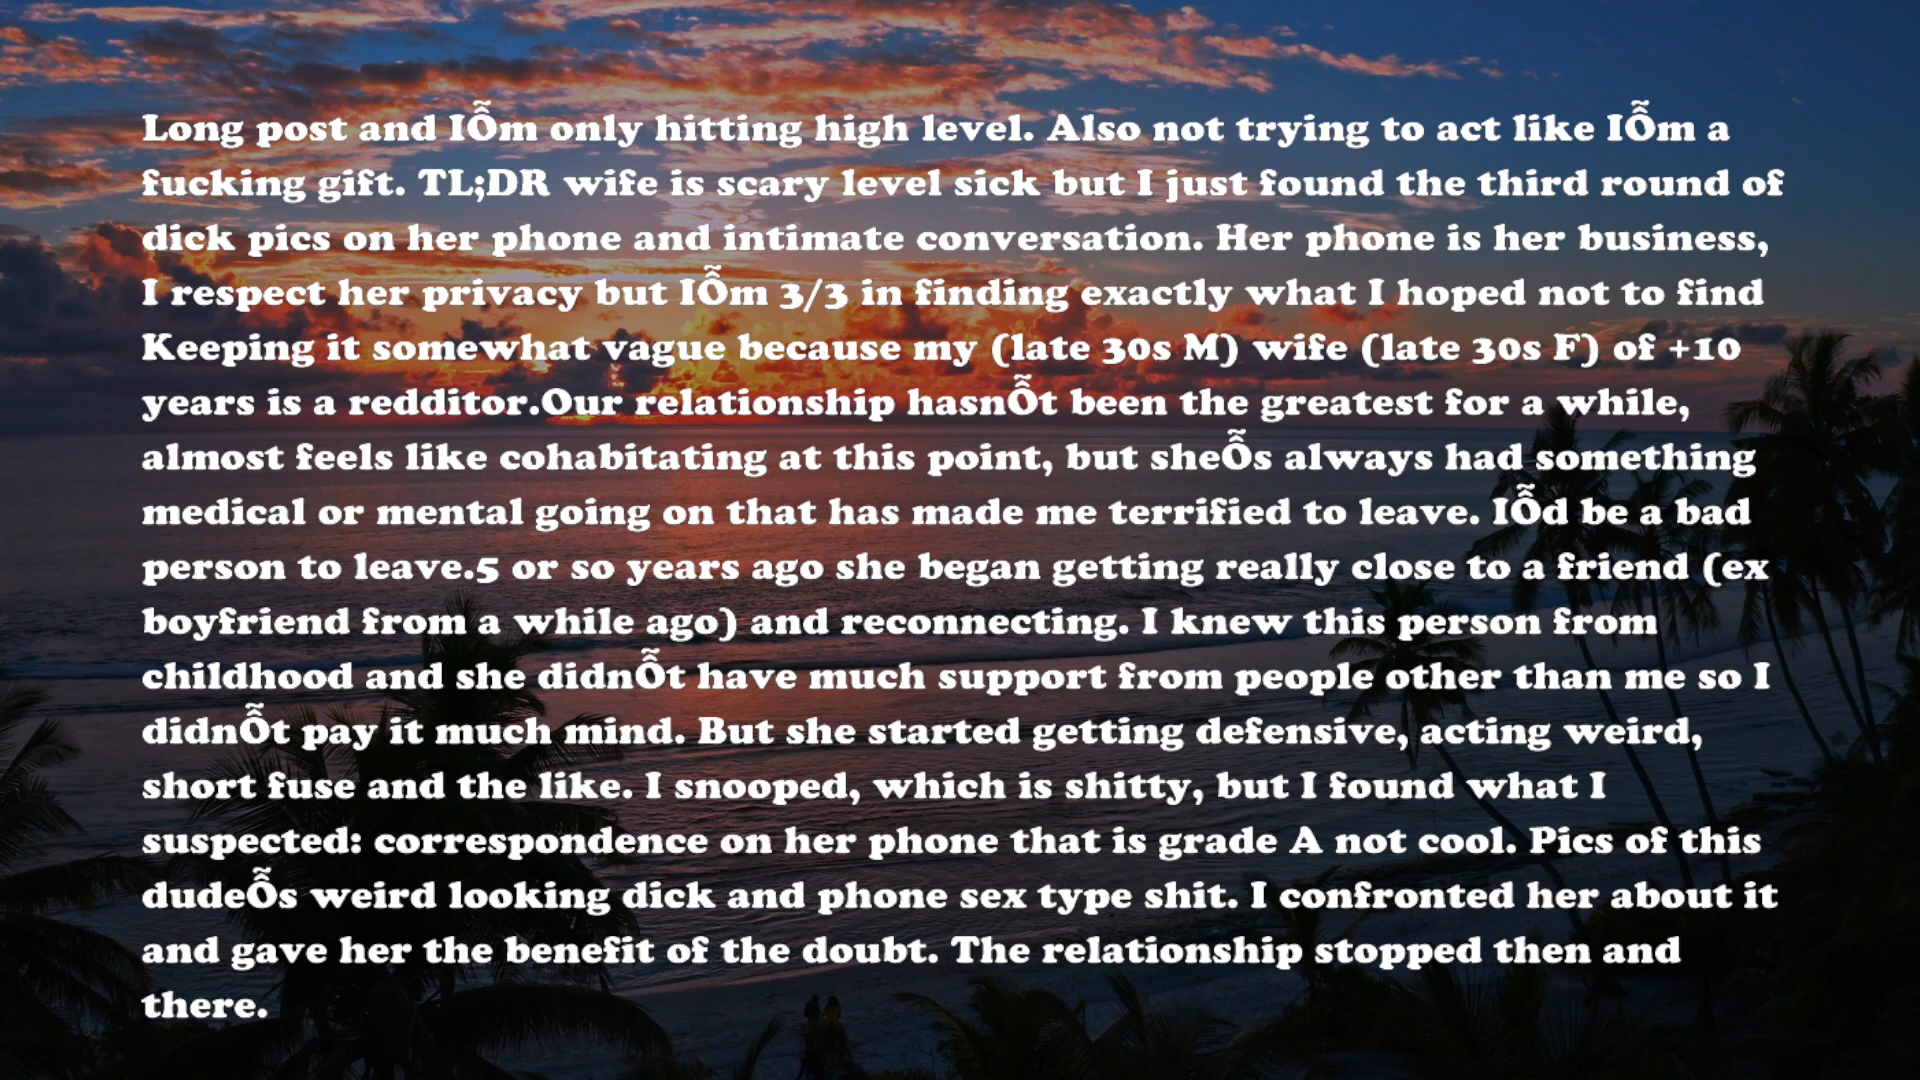 Long post and IỖm only hitting high level. Also not trying to act like IỖm a
fucking gift. TL;DR wife is scary level sick but I just found the third round of
dick pics on her phone and intimate conversation. Her phone is her business,
I respect her privacy but IỖm 3/3 in finding exactly what I hoped not to find
Keeping it somewhat vague because my (late 30s M) wife (late 30s F) of +10
years is a redditor.Our relationship hasnỖt been the greatest for a while,
almost feels like cohabitating at this point, but sheỖs always had something
medical or mental going on that has made me terrified to leave. IỖd be a bad
person to leave.5 or so years ago she began getting really close to a friend (ex
boyfriend from a while ago) and reconnecting. I knew this person from
childhood and she didnỖt have much support from people other than me so I
didnỖt pay it much mind. But she started getting defensive, acting weird,
short fuse and the like. I snooped, which is shitty, but I found what I
suspected: correspondence on her phone that is grade A not cool. Pics of this
dudeỖs weird looking dick and phone sex type shit. I confronted her about it
and gave her the benefit of the doubt. The relationship stopped then and
there.